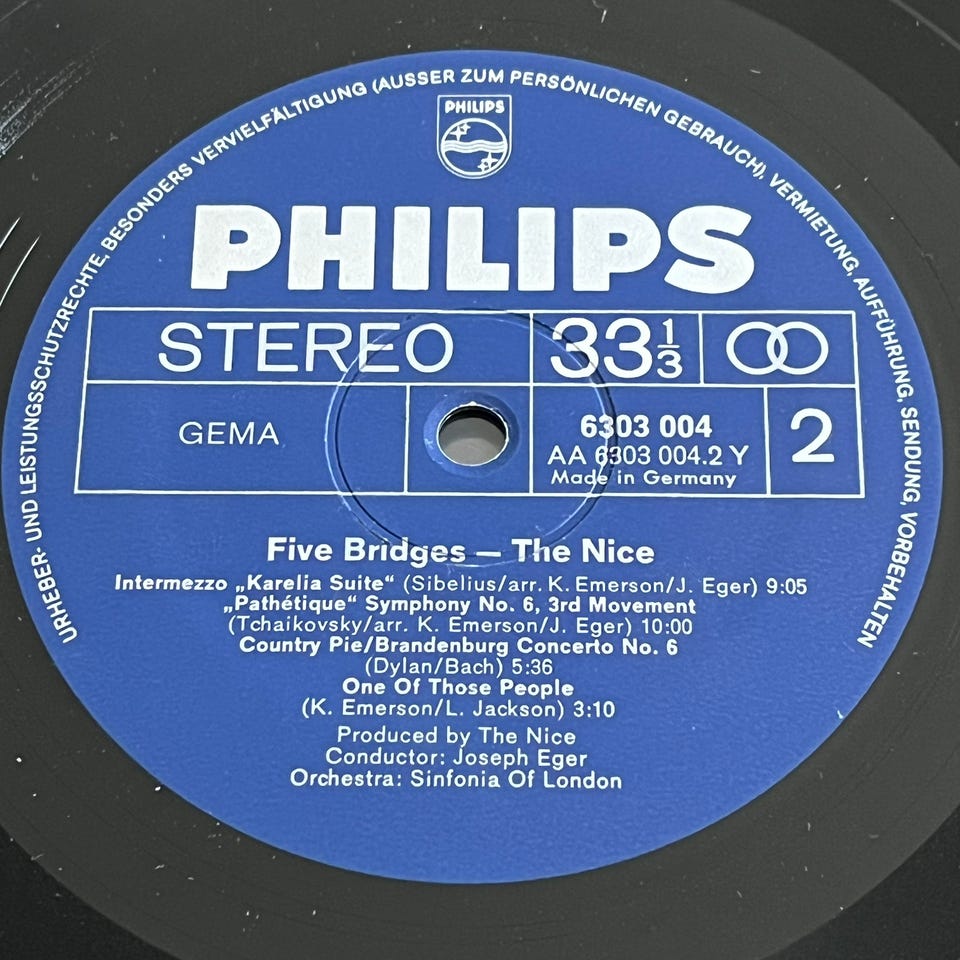 URHEBER- UND LEISTUNGSSCHUTZRECHTE, BESONDERS VERVIELFÄLTIGUNG (AUSSER ZUM PERSÖNLICHEN GEBRAUCH), VERMIETUNG, AUFFÜHRUNG, SENDUNG, VORBEHALTEN
PHILIPS
PHILIPS
STEREO 33 1/3
GEMA 6303 004 2
AA 6303 004.2 Y
Made in Germany
Five Bridges — The Nice
Intermezzo „Karelia Suite“ (Sibelius/arr. K. Emerson/J. Eger) 9:05
„Pathétique“ Symphony No. 6, 3rd Movement
(Tchaikovsky/arr. K. Emerson/J. Eger) 10:00
Country Pie/Brandenburg Concerto No. 6
(Dylan/Bach) 5:36
One Of Those People
(K. Emerson/L. Jackson) 3:10
Produced by The Nice
Conductor: Joseph Eger
Orchestra: Sinfonia Of London